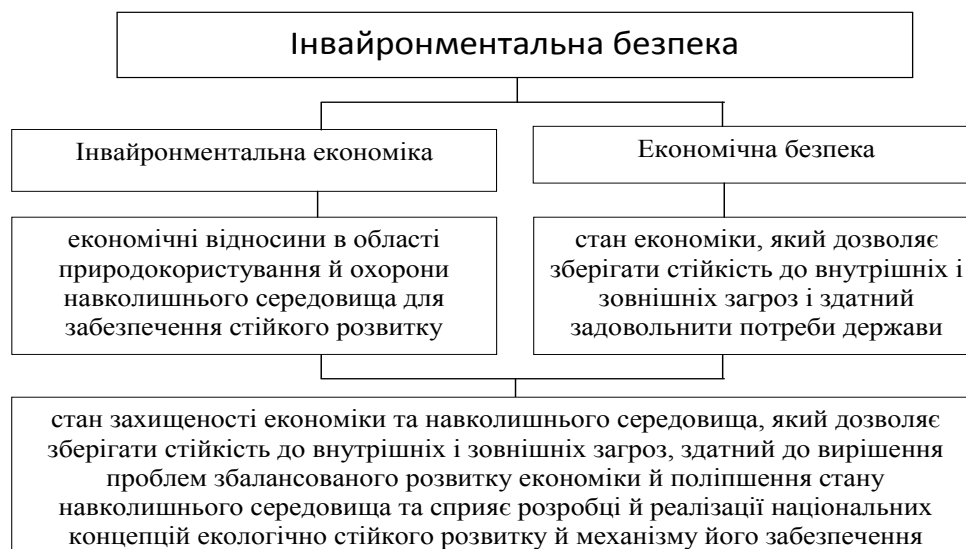 Інвайронментальна безпека
Інвайронментальна економіка
Економічна безпека
економічні відносини в області
природокористування й охорони
навколишнього середовища для
забезпечення стійкого розвитку
стан економіки, який дозволяє
зберігати стійкість до внутрішніх і
зовнішніх загроз і здатний
задовольнити потреби держави
стан захищеності економіки та навколишнього середовища, який дозволяє
зберігати стійкість до внутрішніх і зовнішніх загроз, здатний до вирішення
проблем збалансованого розвитку економіки й поліпшення стану
навколишнього середовища та сприяє розробці й реалізації національних
концепцій екологічно стійкого розвитку й механізму його забезпечення